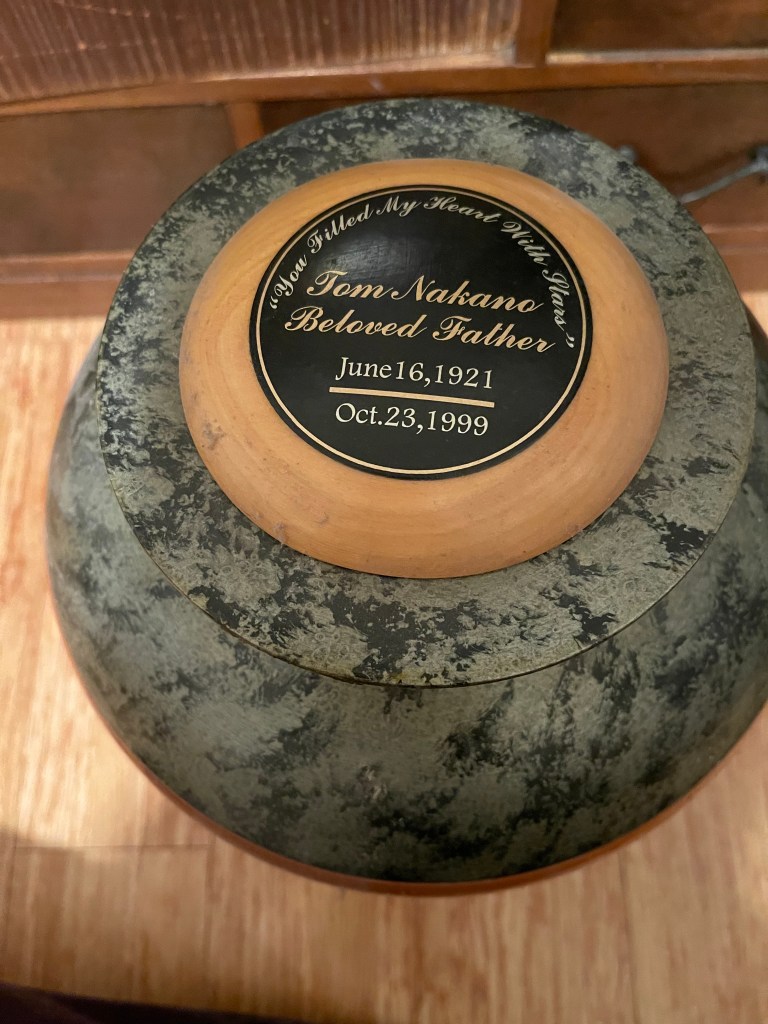 “You Filled My Heart With Stars”
Tom Nakano
Beloved Father
June16,1921
Oct.23,1999